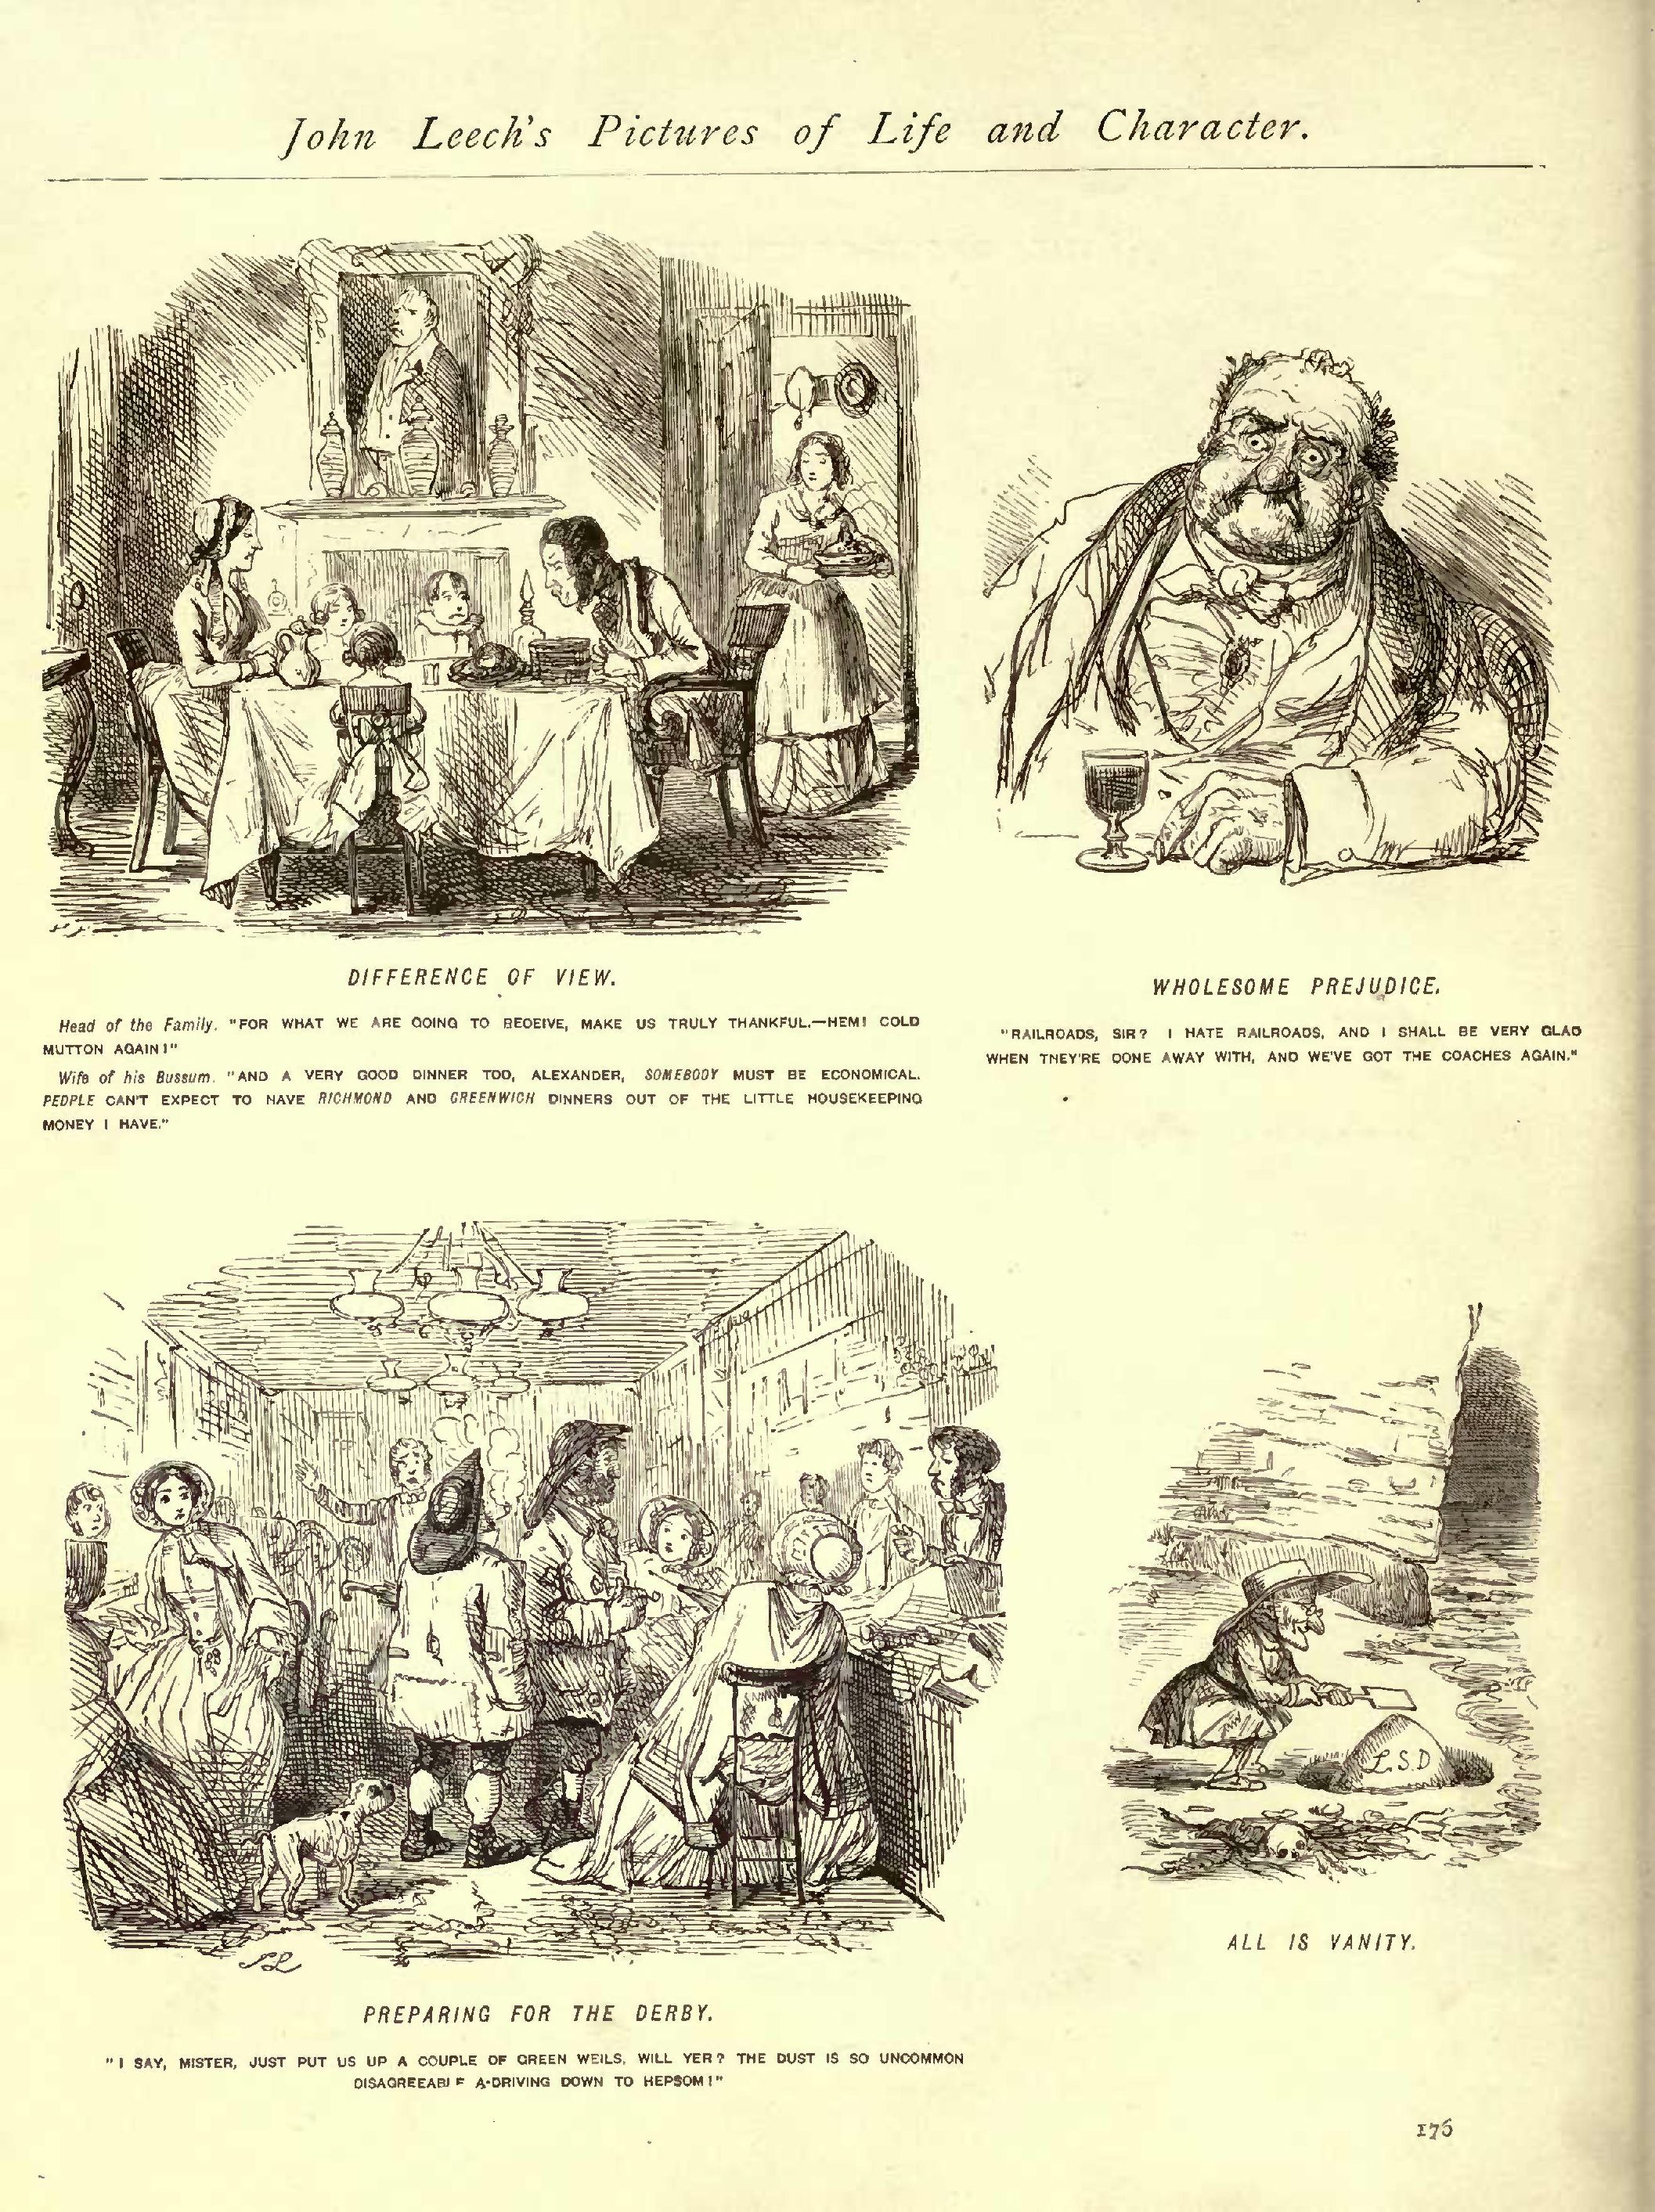 John Leech's Pictures of Life and Character.
DIFFERENCE OF VIEW.
Head of the Family. "FOR WHAT WE ARE GOING TO RECEIVE, MAKE US TRULY THANKFUL.—HEM! COLD
MUTTON AGAIN!"
Wife of his Bussum. "AND A VERY GOOD DINNER TOO, ALEXANDER, SOMEBODY MUST BE ECONOMICAL.
PEOPLE CAN'T EXPECT TO HAVE RICHMOND AND GREENWICH DINNERS OUT OF THE LITTLE HOUSEKEEPING
MONEY I HAVE."
WHOLESOME PREJUDICE.
"RAILROADS, SIR? I HATE RAILROADS, AND I SHALL BE VERY GLAD
WHEN THEY'RE DONE AWAY WITH, AND WE'VE GOT THE COACHES AGAIN."
L.S.D
JL
ALL IS VANITY.
PREPARING FOR THE DERBY.
"I SAY, MISTER, JUST PUT US UP A COUPLE OF GREEN WEILS, WILL YER? THE DUST IS SO UNCOMMON
DISAGREEABLE A-DRIVING DOWN TO HEPSOM!"
176